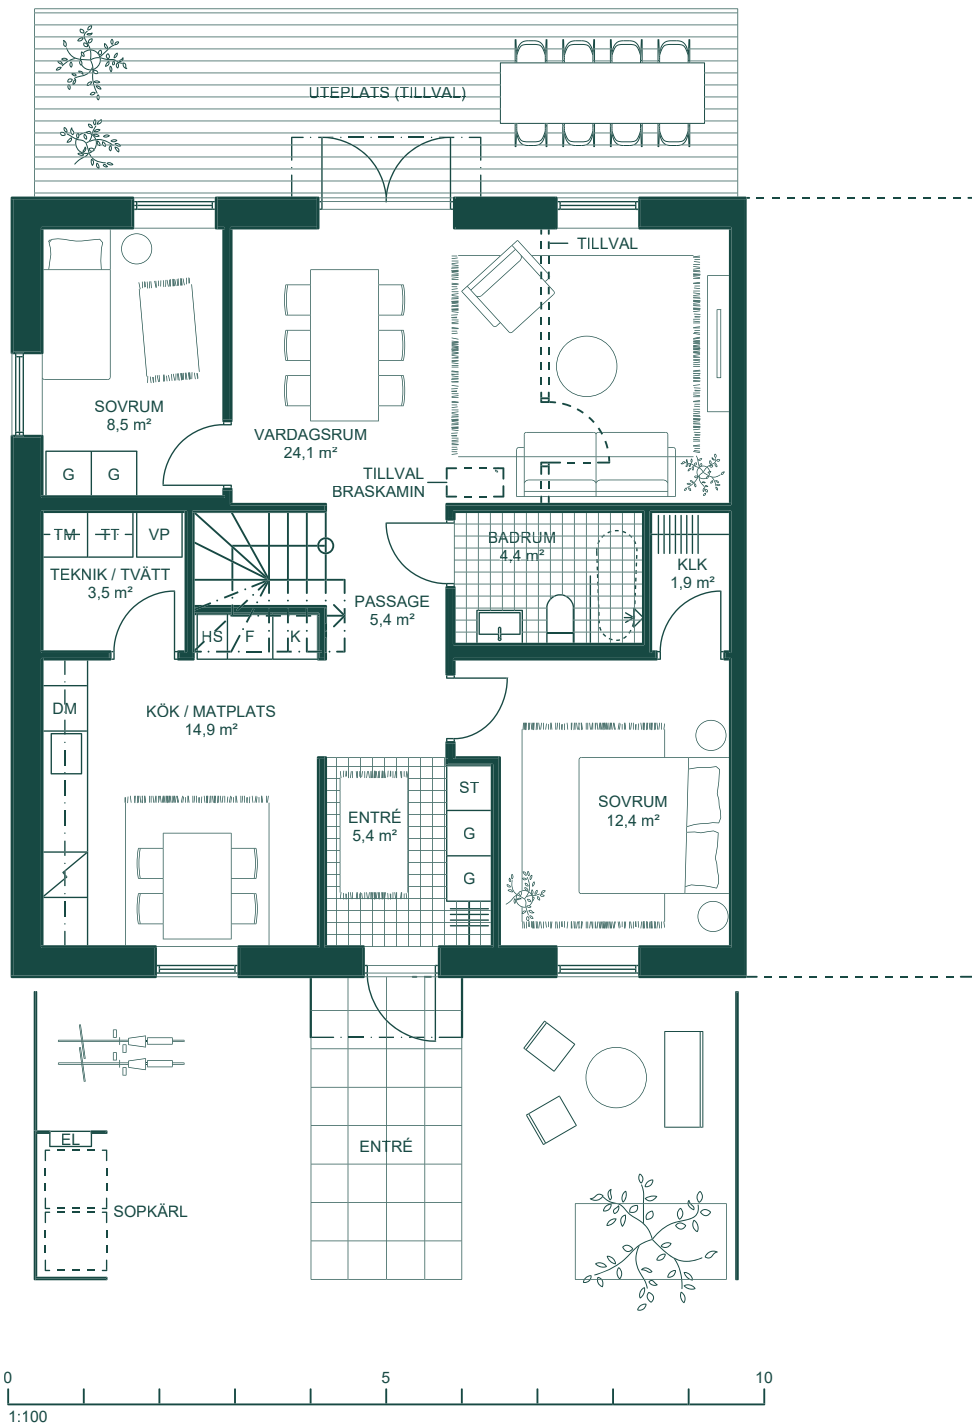 UTEPLATS (TILLVAL)
TILLVAL
SOVRUM
8,5 m²
VARDAGSRUM
24,1 m²
TILLVAL
BRASKAMIN
G
G
TM
TT
VP
TEKNIK / TVÄTT
3,5 m²
BADRUM
4,4 m²
KLK
1,9 m²
PASSAGE
5,4 m²
HS
F
K
DM
KÖK / MATPLATS
14,9 m²
ST
G
G
ENTRÉ
5,4 m²
SOVRUM
12,4 m²
EL
SOPKÄRL
ENTRÉ
0
5
10
1:100